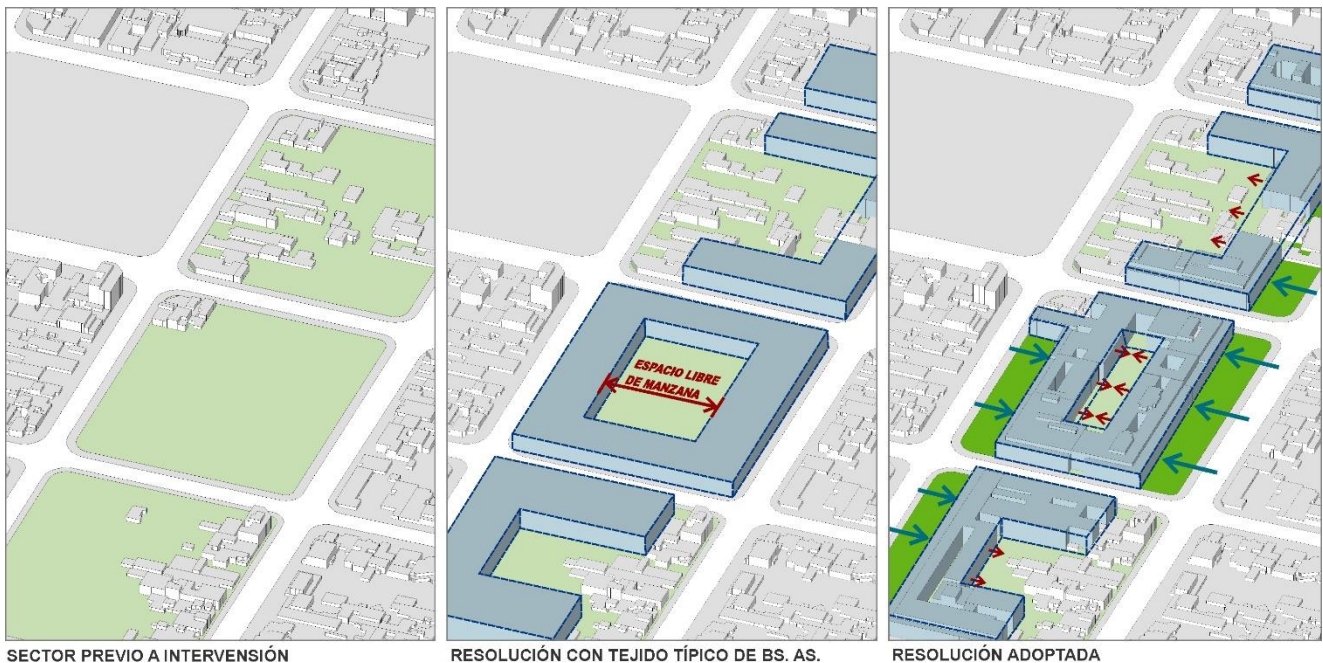 ESPACIO LIBRE
DE MANZANA
SECTOR PREVIO A INTERVENSIÓN
RESOLUCIÓN CON TEJIDO TÍPICO DE BS. AS.
RESOLUCIÓN ADOPTADA